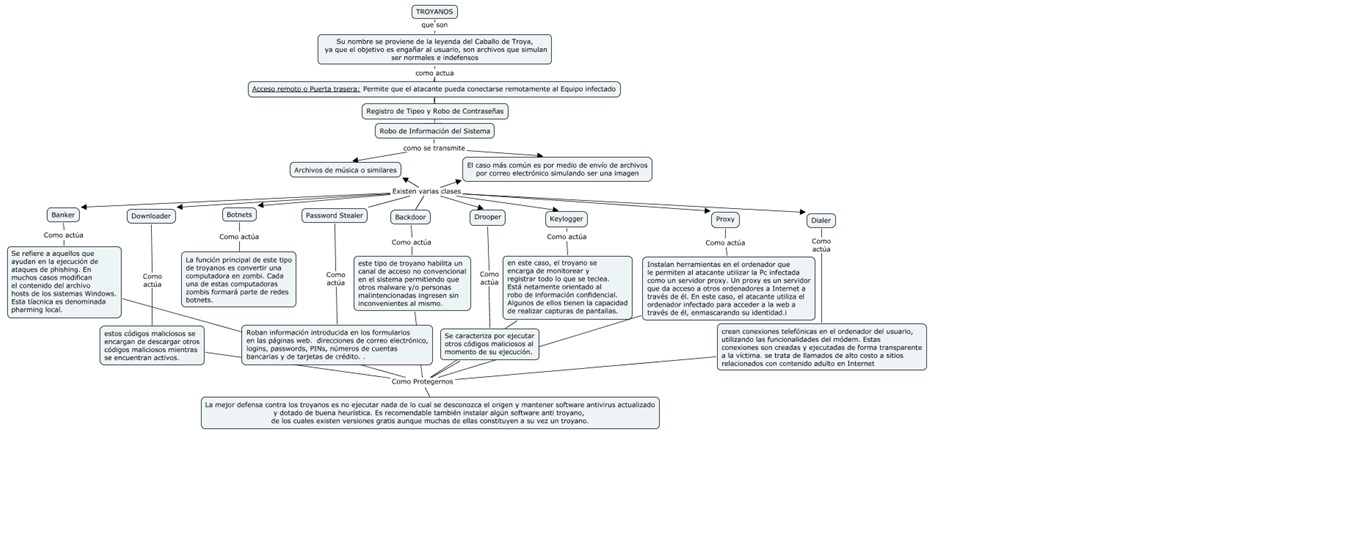 TROYANOS
que son
Su nombre se proviene de la leyenda del Caballo de Troya,
ya que el objetivo es engañar al usuario, son archivos que simulan
ser normales e indefensos
como actua
Acceso remoto o Puerta trasera: Permite que el atacante pueda conectarse remotamente al Equipo infectado
Registro de Tipeo y Robo de Contraseñas
Robo de Información del Sistema
como se transmite
Archivos de música o similares
El caso más común es por medio de envío de archivos
por correo electrónico simulando ser una imagen
Existen varias clases
Banker
Downloader
Botnets
Password Stealer
Backdoor
Drooper
Keylogger
Proxy
Dialer
Como actúa
Se refiere a aquellos que
ayudan en la ejecución de
ataques de phishing. En
muchos casos modifican
el contenido del archivo
hosts de los sistemas Windows.
Esta tlacnica es denominada
pharming local.
Como
actúa
estos códigos maliciosos se
encargan de descargar otros
códigos maliciosos mientras
se encuentran activos.
Como actúa
La función principal de este tipo
de troyanos es convertir una
computadora en zombi. Cada
una de estas computadoras
zombis formará parte de redes
botnets.
Como
actúa
Roban información introducida en los formularios
en las páginas web. direcciones de correo electrónico,
logins, passwords, PINs, números de cuentas
bancarias y de tarjetas de crédito. .
Como actúa
este tipo de troyano habilita un
canal de acceso no convencional
en el sistema permitiendo que
otros malware y/o personas
malintencionadas ingresen sin
inconvenientes al mismo.
Como
actúa
Se caracteriza por ejecutar
otros códigos maliciosos al
momento de su ejecución.
Como actúa
en este caso, el troyano se
encarga de monitorear y
registrar todo lo que se teclea.
Está netamente orientado al
robo de información confidencial.
Algunos de ellos tienen la capacidad
de realizar capturas de pantallas.
Como actúa
Instalan herramientas en el ordenador que
le permiten al atacante utilizar la Pc infectada
como un servidor proxy. Un proxy es un servidor
que da acceso a otros ordenadores a Internet a
través de él. En este caso, el atacante utiliza el
ordenador infectado para acceder a la web a
través de él, enmascarando su identidad.i
Como
actúa
crean conexiones telefónicas en el ordenador del usuario,
utilizando las funcionalidades del módem. Estas
conexiones son creadas y ejecutadas de forma transparente
a la víctima. se trata de llamados de alto costo a sitios
relacionados con contenido adulto en Internet
Como Protegernos
La mejor defensa contra los troyanos es no ejecutar nada de lo cual se desconozca el origen y mantener software antivirus actualizado
y dotado de buena heurística. Es recomendable también instalar algún software anti troyano,
de los cuales existen versiones gratis aunque muchas de ellas constituyen a su vez un troyano.